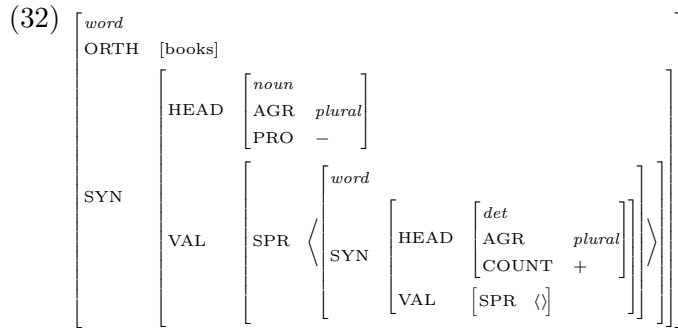 (32)
word
ORTH [books]
noun
HEAD AGR plural
PRO −
word
SYN
det
HEAD AGR plural
VAL SPR ⟨ SYN COUNT + ⟩
VAL [SPR ⟨⟩]